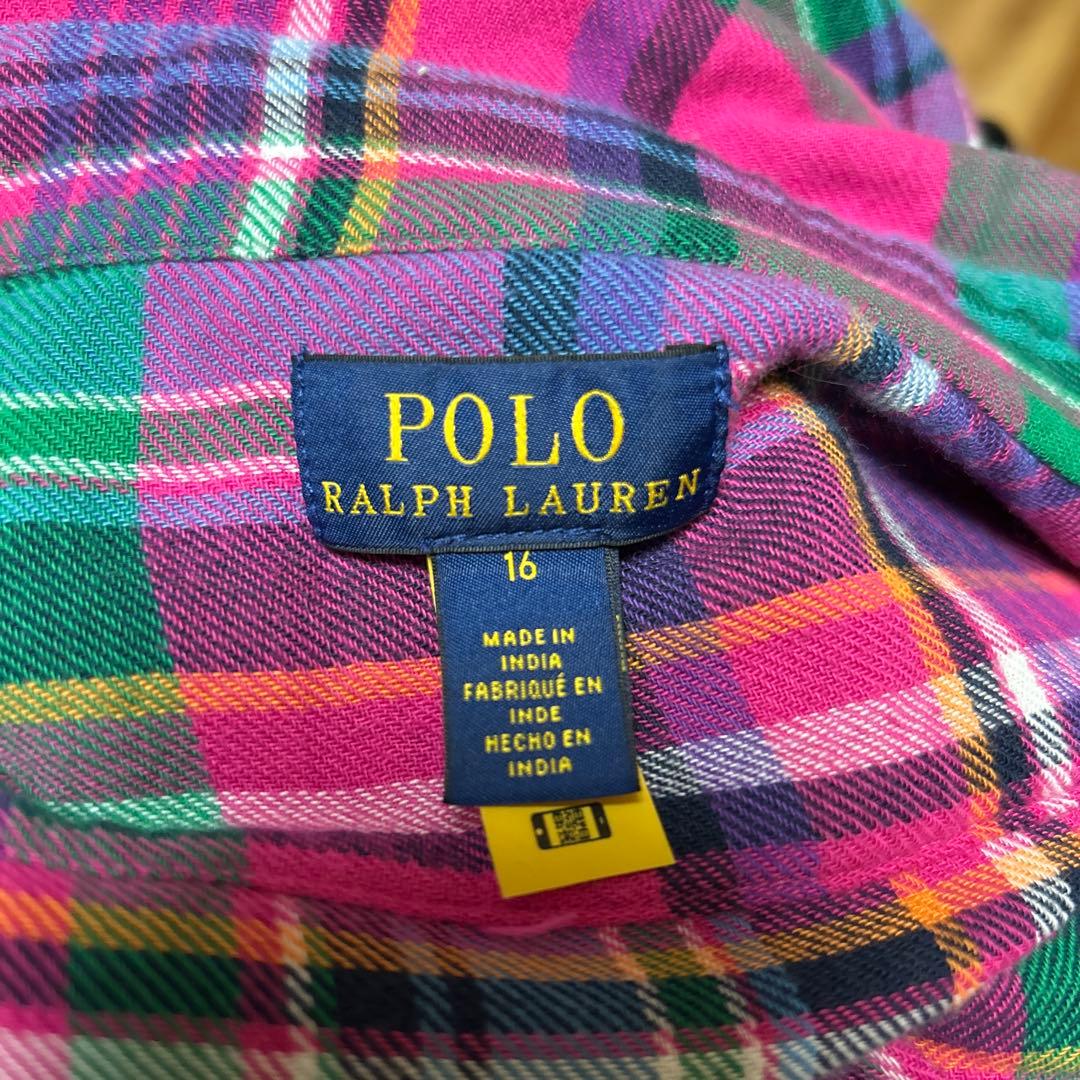 POLO
RALPH LAUREN
16
MADE IN
INDIA
FABRIQUÉ EN
INDE
HECHO EN
INDIA